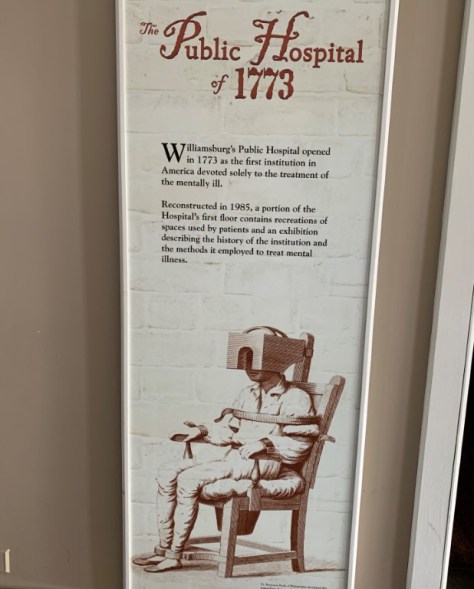 The
Public Hospital
of 1773
Williamsburg's Public Hospital opened
in 1773 as the first institution in
America devoted solely to the treatment of
the mentally ill.
Reconstructed in 1985, a portion of the
Hospital's first floor contains recreations of
spaces used by patients and an exhibition
describing the history of the institution and
the methods it employed to treat mental
illness.